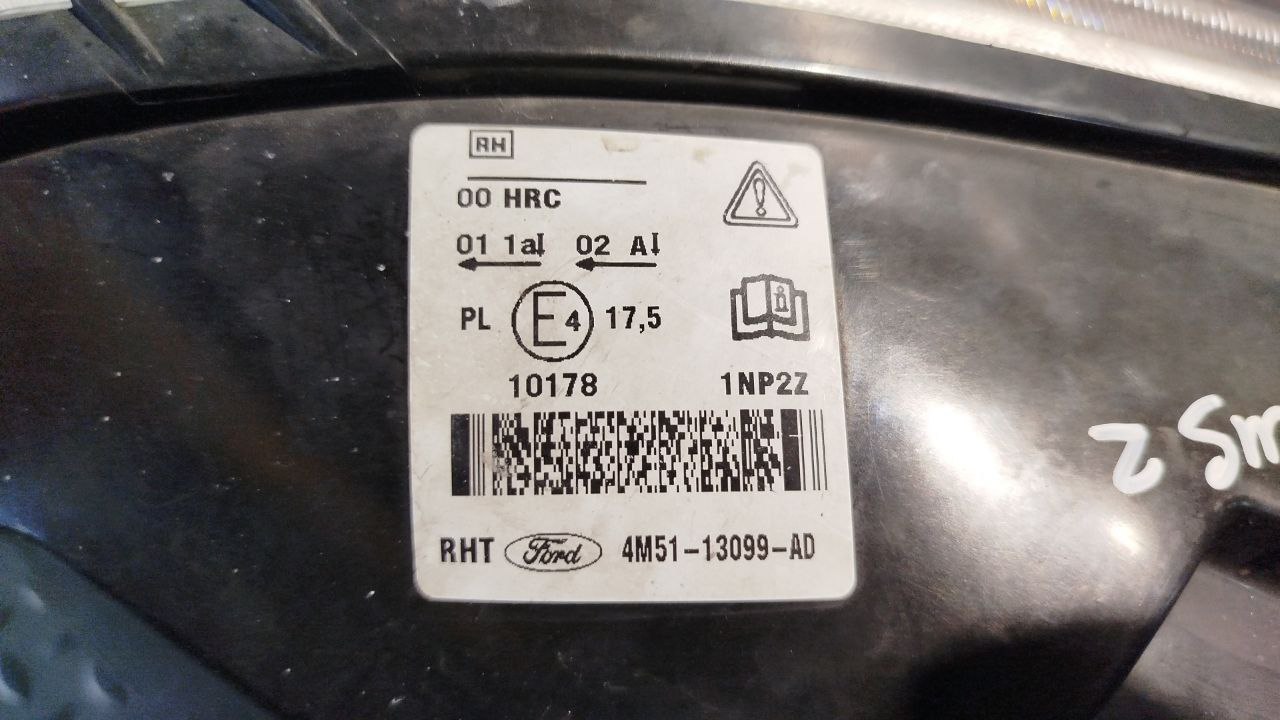 RH
00 HRC
01 1a 02 A
PL E4 17,5
10178 1NP2Z
RHT Ford 4M51-13099-AD